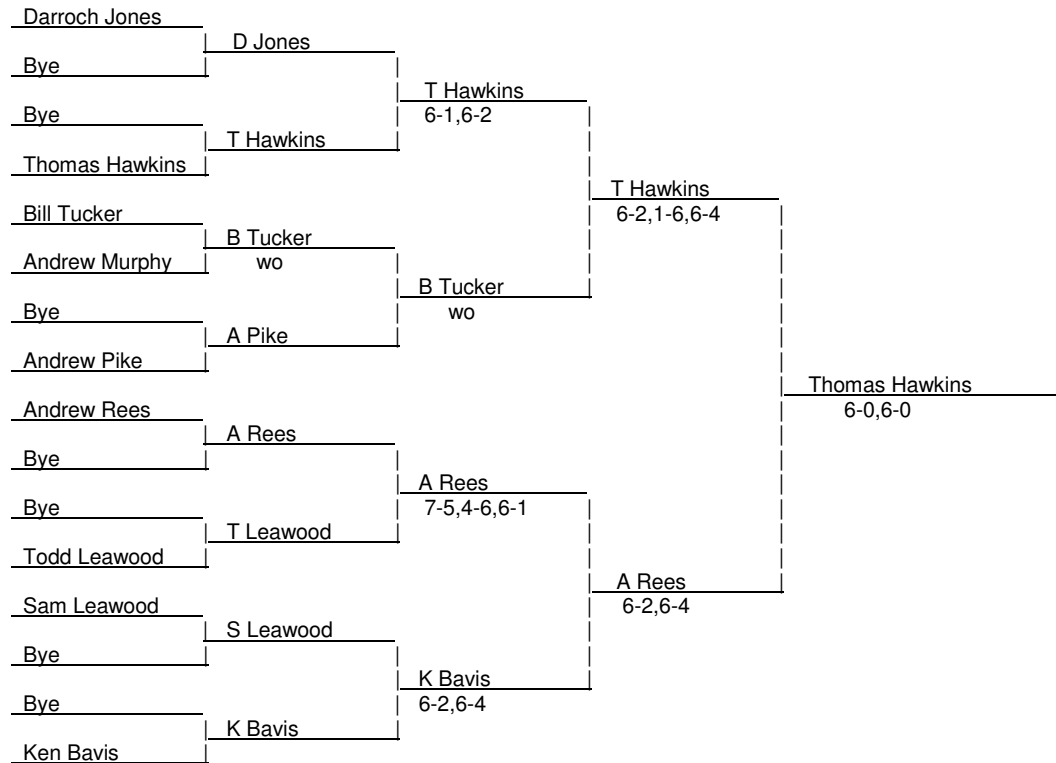 Darroch Jones
D Jones
Bye
T Hawkins
6-1,6-2
Bye
T Hawkins
Thomas Hawkins
T Hawkins
6-2,1-6,6-4
Bill Tucker
B Tucker
wo
Andrew Murphy
B Tucker
wo
Bye
A Pike
Andrew Pike
Thomas Hawkins
6-0,6-0
Andrew Rees
A Rees
Bye
A Rees
7-5,4-6,6-1
Bye
T Leawood
Todd Leawood
A Rees
6-2,6-4
Sam Leawood
S Leawood
Bye
K Bavis
6-2,6-4
Bye
K Bavis
Ken Bavis